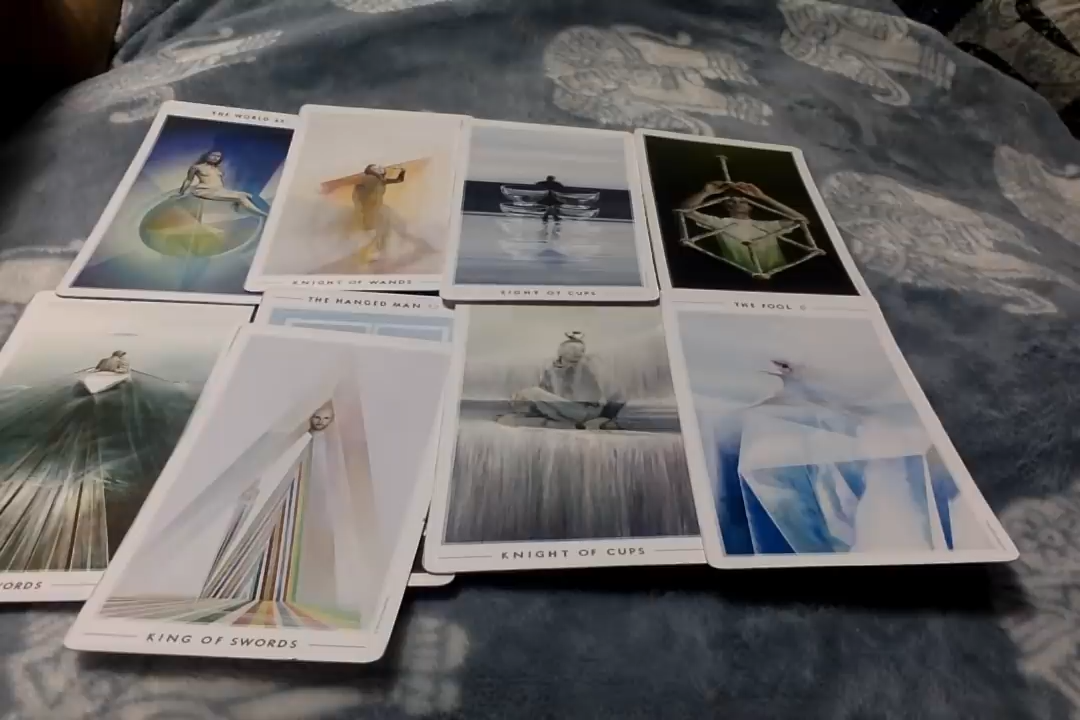 THE WORLD
KNIGHT OF WANDS
EIGHT OF CUPS
THE HANGED MAN
THE FOOL 0
WORDS
KING OF SWORDS
KNIGHT OF CUPS